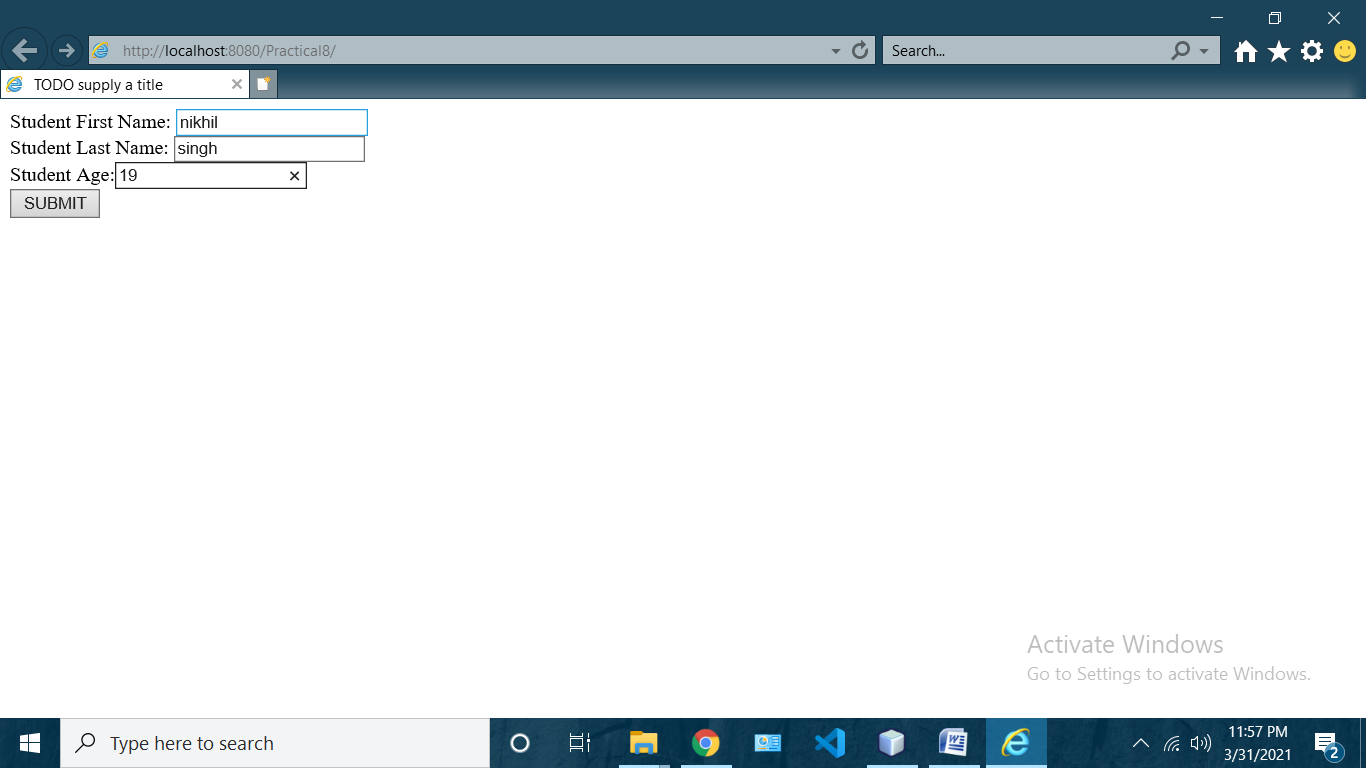 http://localhost:8080/Practical8/
Search...
TODO supply a title
Student First Name: nikhil
Student Last Name: singh
Student Age: 19
SUBMIT
Activate Windows
Go to Settings to activate Windows.
Type here to search
11:57 PM
3/31/2021
2